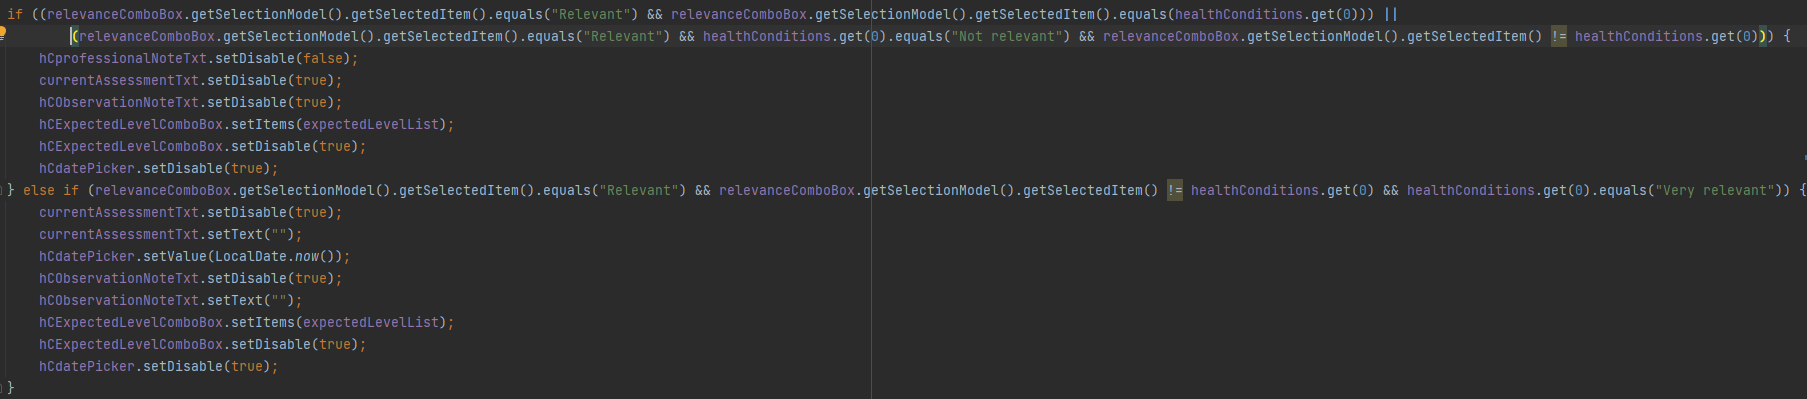 if ((relevanceComboBox.getSelectionModel().getSelectedItem().equals("Relevant") && relevanceComboBox.getSelectionModel().getSelectedItem().equals(healthConditions.get(0))) ||
(relevanceComboBox.getSelectionModel().getSelectedItem().equals("Relevant") && healthConditions.get(0).equals("Not relevant") && relevanceComboBox.getSelectionModel().getSelectedItem() != healthConditions.get(0))) {
hCprofessionalNoteTxt.setDisable(false);
currentAssessmentTxt.setDisable(true);
hCObservationNoteTxt.setDisable(true);
hCExpectedLevelComboBox.setItems(expectedLevelList);
hCExpectedLevelComboBox.setDisable(true);
hCdatePicker.setDisable(true);
} else if (relevanceComboBox.getSelectionModel().getSelectedItem().equals("Relevant") && relevanceComboBox.getSelectionModel().getSelectedItem() != healthConditions.get(0) && healthConditions.get(0).equals("Very relevant")) {
currentAssessmentTxt.setDisable(true);
currentAssessmentTxt.setText("");
hCdatePicker.setValue(LocalDate.now());
hCObservationNoteTxt.setDisable(true);
hCObservationNoteTxt.setText("");
hCExpectedLevelComboBox.setItems(expectedLevelList);
hCExpectedLevelComboBox.setDisable(true);
hCdatePicker.setDisable(true);
}